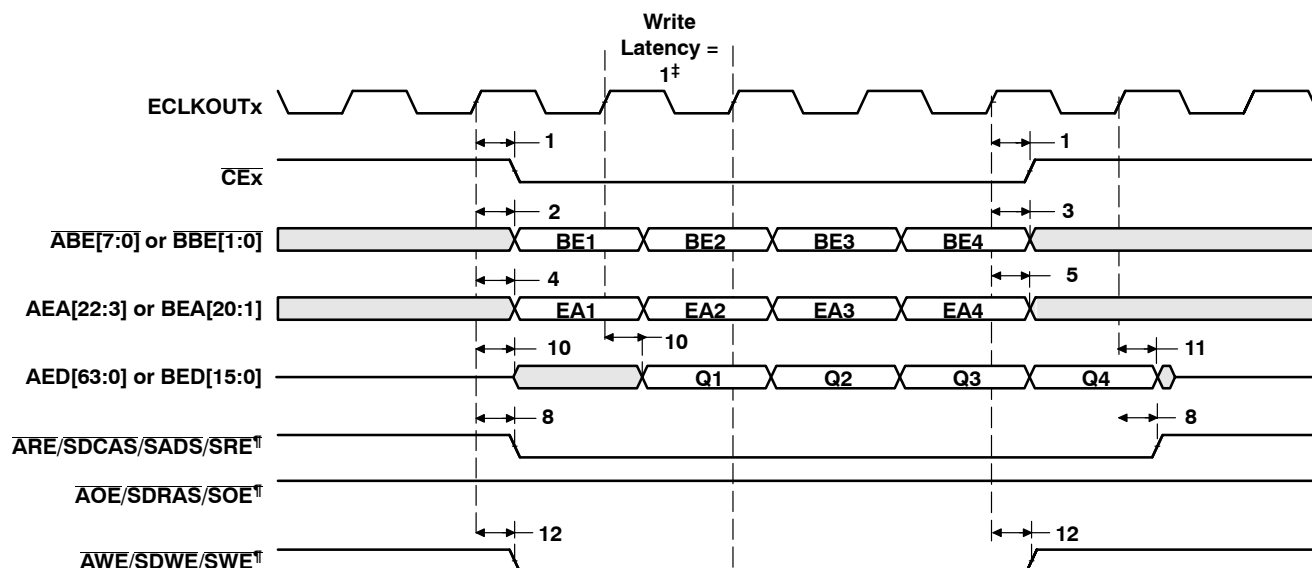 Write
Latency =
1‡
ECLKOUTx
1 1
CEx
2 3
ABE[7:0] or BBE[1:0]
BE1 BE2 BE3 BE4
4 5
AEA[22:3] or BEA[20:1]
EA1 EA2 EA3 EA4
10 10 11
AED[63:0] or BED[15:0]
Q1 Q2 Q3 Q4
8 8
ARE/SDCAS/SADS/SRE¶
AOE/SDRAS/SOE¶
12 12
AWE/SDWE/SWE¶